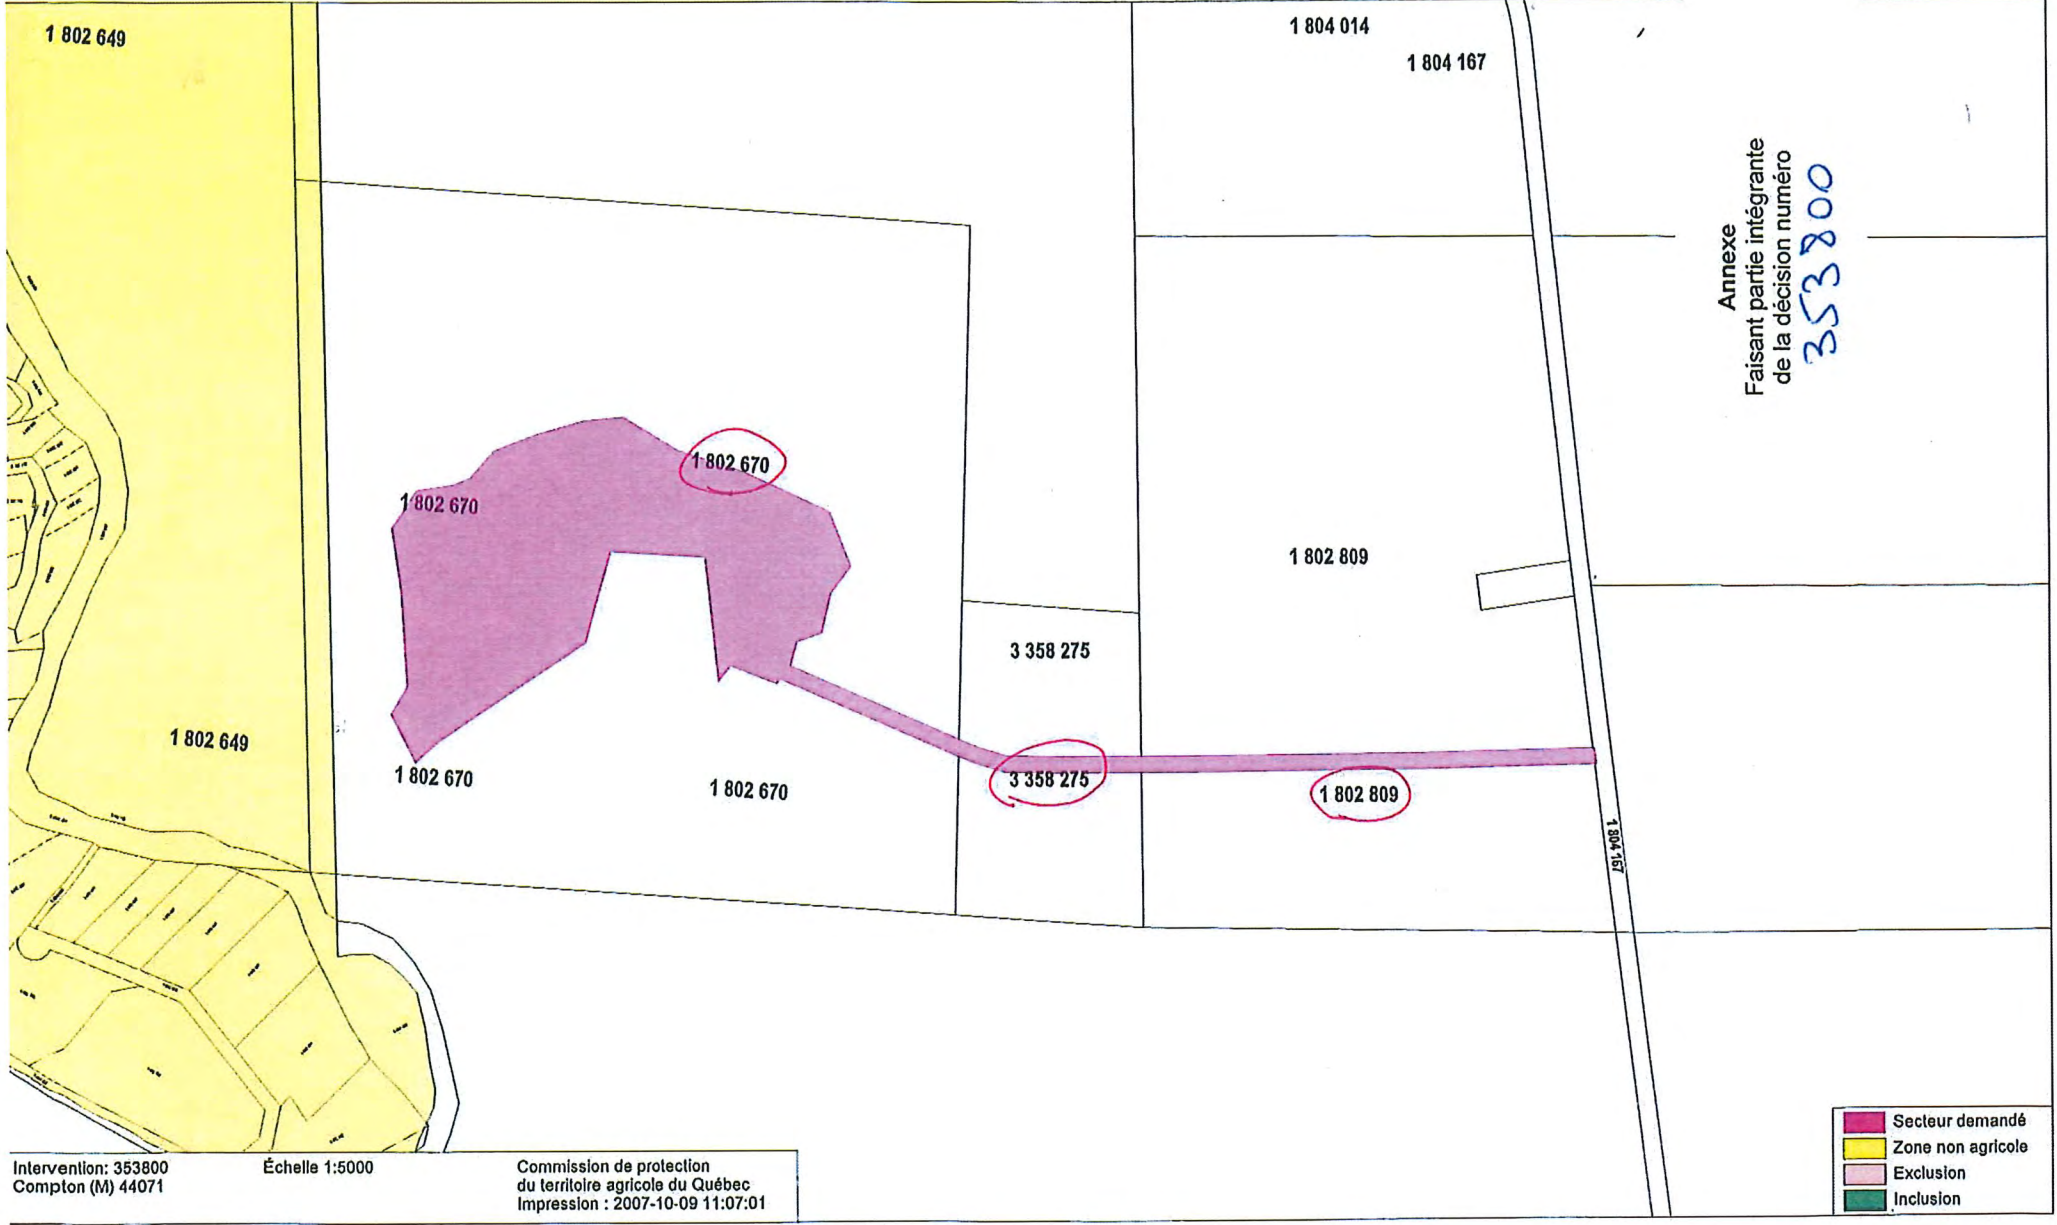 1 802 649
1 804 014
1 804 167
Annexe
Faisant partie intégrante
de la décision numéro
353800
1 802 670
1 802 670
1 802 809
3 358 275
1 802 649
1 802 670
1 802 670
3 358 275
1 802 809
1 804 167
Secteur demandé
Zone non agricole
Exclusion
Inclusion
Intervention: 353800
Compton (M) 44071
Échelle 1:5000
Commission de protection
du territoire agricole du Québec
Impression : 2007-10-09 11:07:01